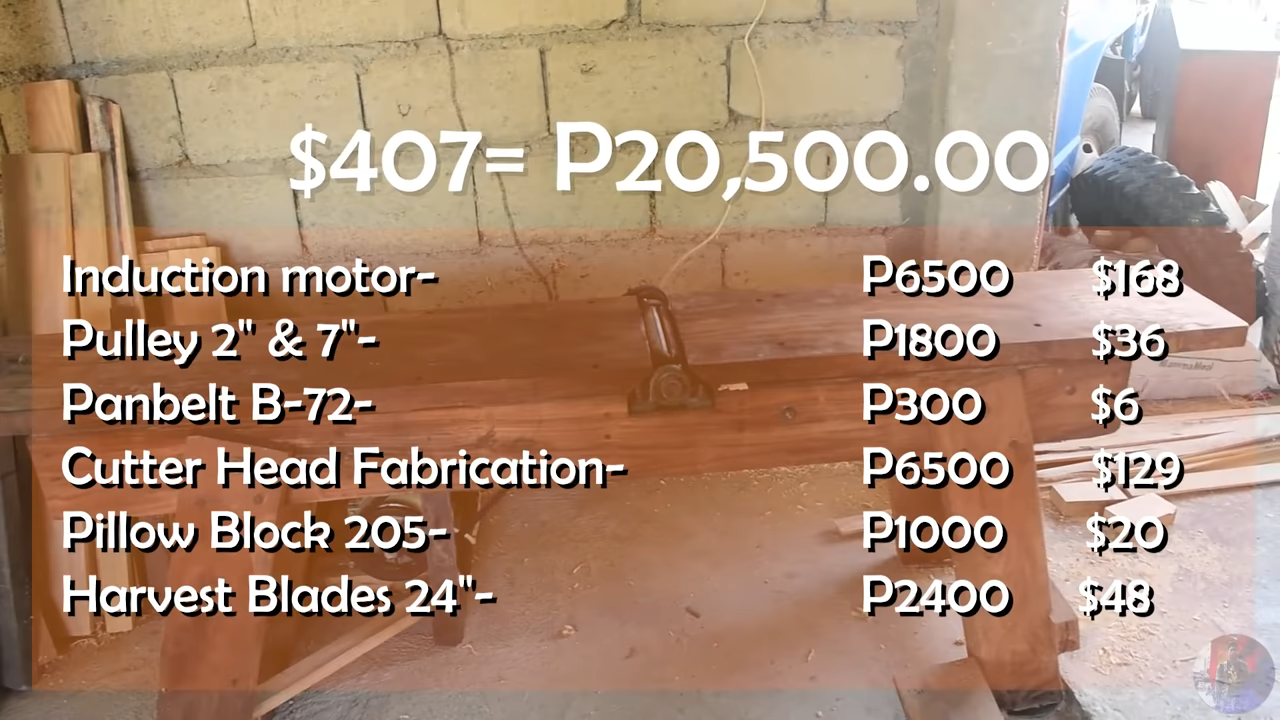 $407= P20,500.00
Induction motor- P6500 $168
Pulley 2" & 7"- P1800 $36
Panbelt B-72- P300 $6
Cutter Head Fabrication- P6500 $129
Pillow Block 205- P1000 $20
Harvest Blades 24"- P2400 $48